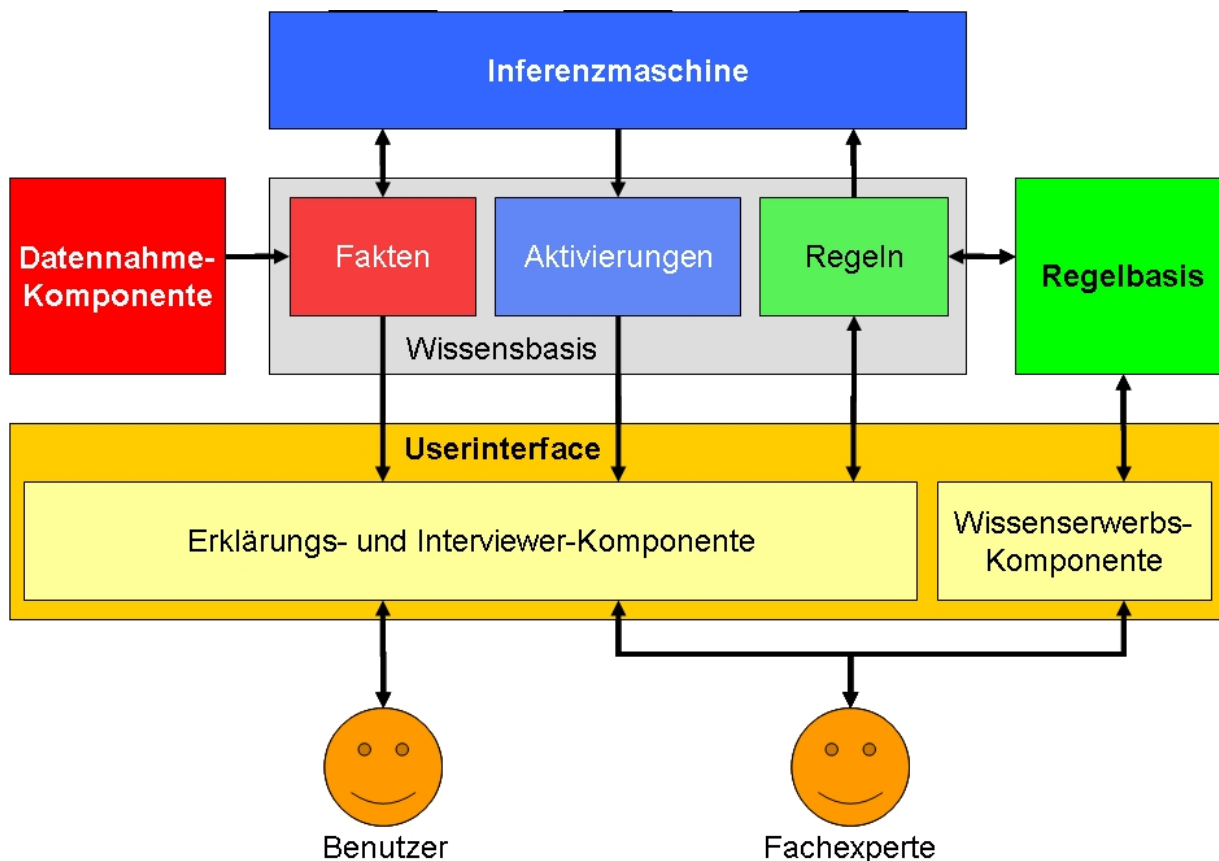 Inferenzmaschine
Datennahme-
Komponente
Fakten
Aktivierungen
Regeln
Wissensbasis
Regelbasis
Userinterface
Erklärungs- und Interviewer-Komponente
Wissenserwerbs-
Komponente
Benutzer
Fachexperte